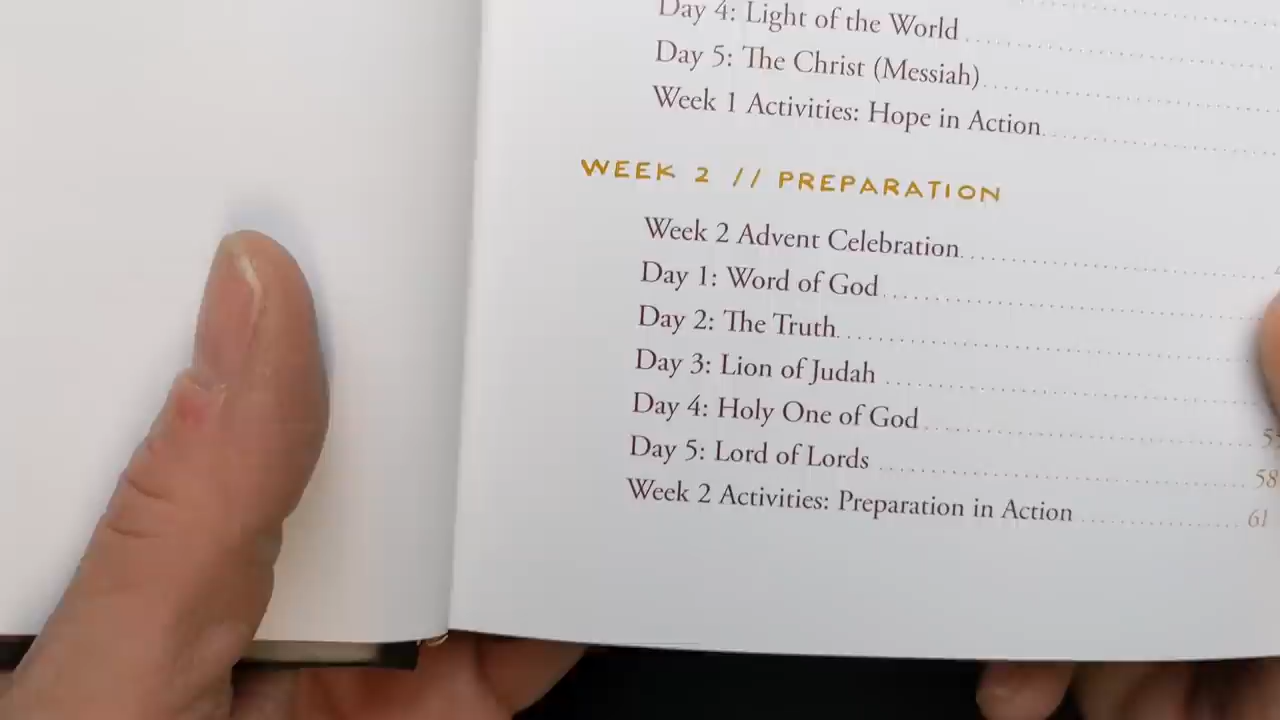 Day 4: Light of the World
Day 5: The Christ (Messiah)
Week 1 Activities: Hope in Action
WEEK 2 // PREPARATION
Week 2 Advent Celebration
Day 1: Word of God
Day 2: The Truth
Day 3: Lion of Judah
Day 4: Holy One of God
Day 5: Lord of Lords 58
Week 2 Activities: Preparation in Action 61